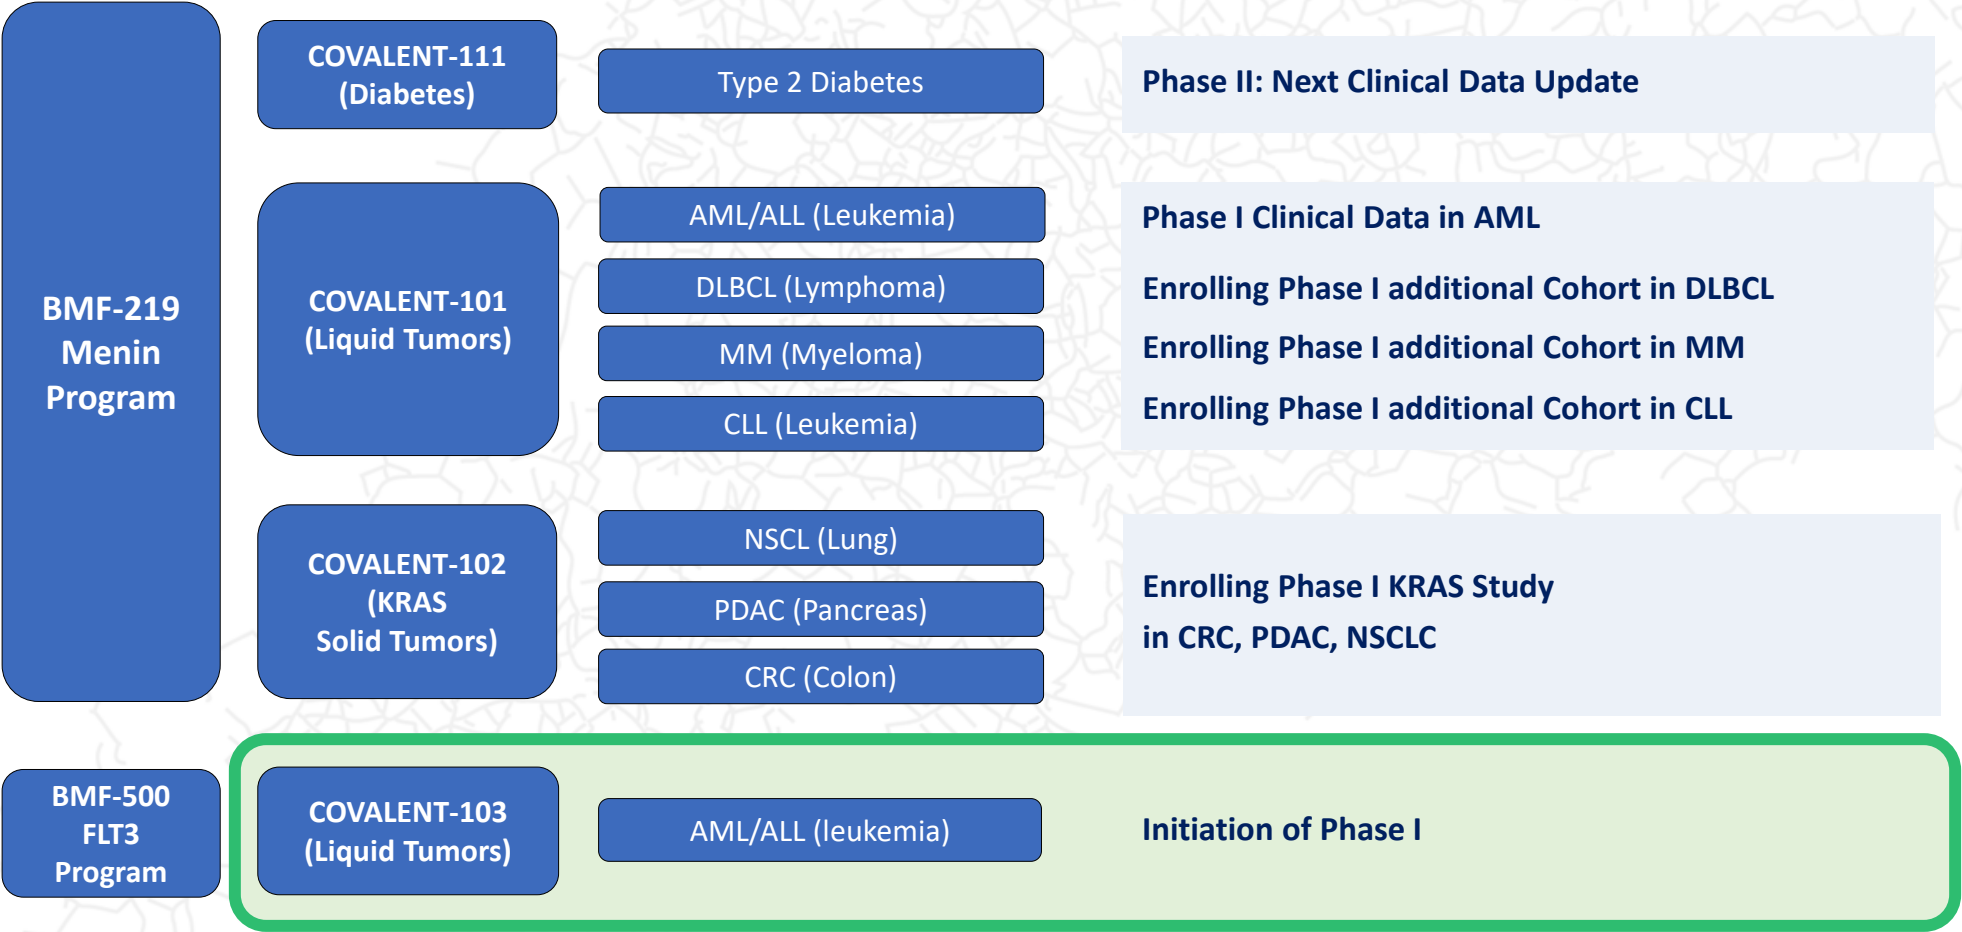 BMF-219
Menin
Program
COVALENT-111
(Diabetes)
Type 2 Diabetes
Phase II: Next Clinical Data Update
COVALENT-101
(Liquid Tumors)
AML/ALL (Leukemia)
Phase I Clinical Data in AML
DLBCL (Lymphoma)
Enrolling Phase I additional Cohort in DLBCL
MM (Myeloma)
Enrolling Phase I additional Cohort in MM
CLL (Leukemia)
Enrolling Phase I additional Cohort in CLL
COVALENT-102
(KRAS
Solid Tumors)
NSCL (Lung)
PDAC (Pancreas)
CRC (Colon)
Enrolling Phase I KRAS Study
in CRC, PDAC, NSCLC
BMF-500
FLT3
Program
COVALENT-103
(Liquid Tumors)
AML/ALL (leukemia)
Initiation of Phase I